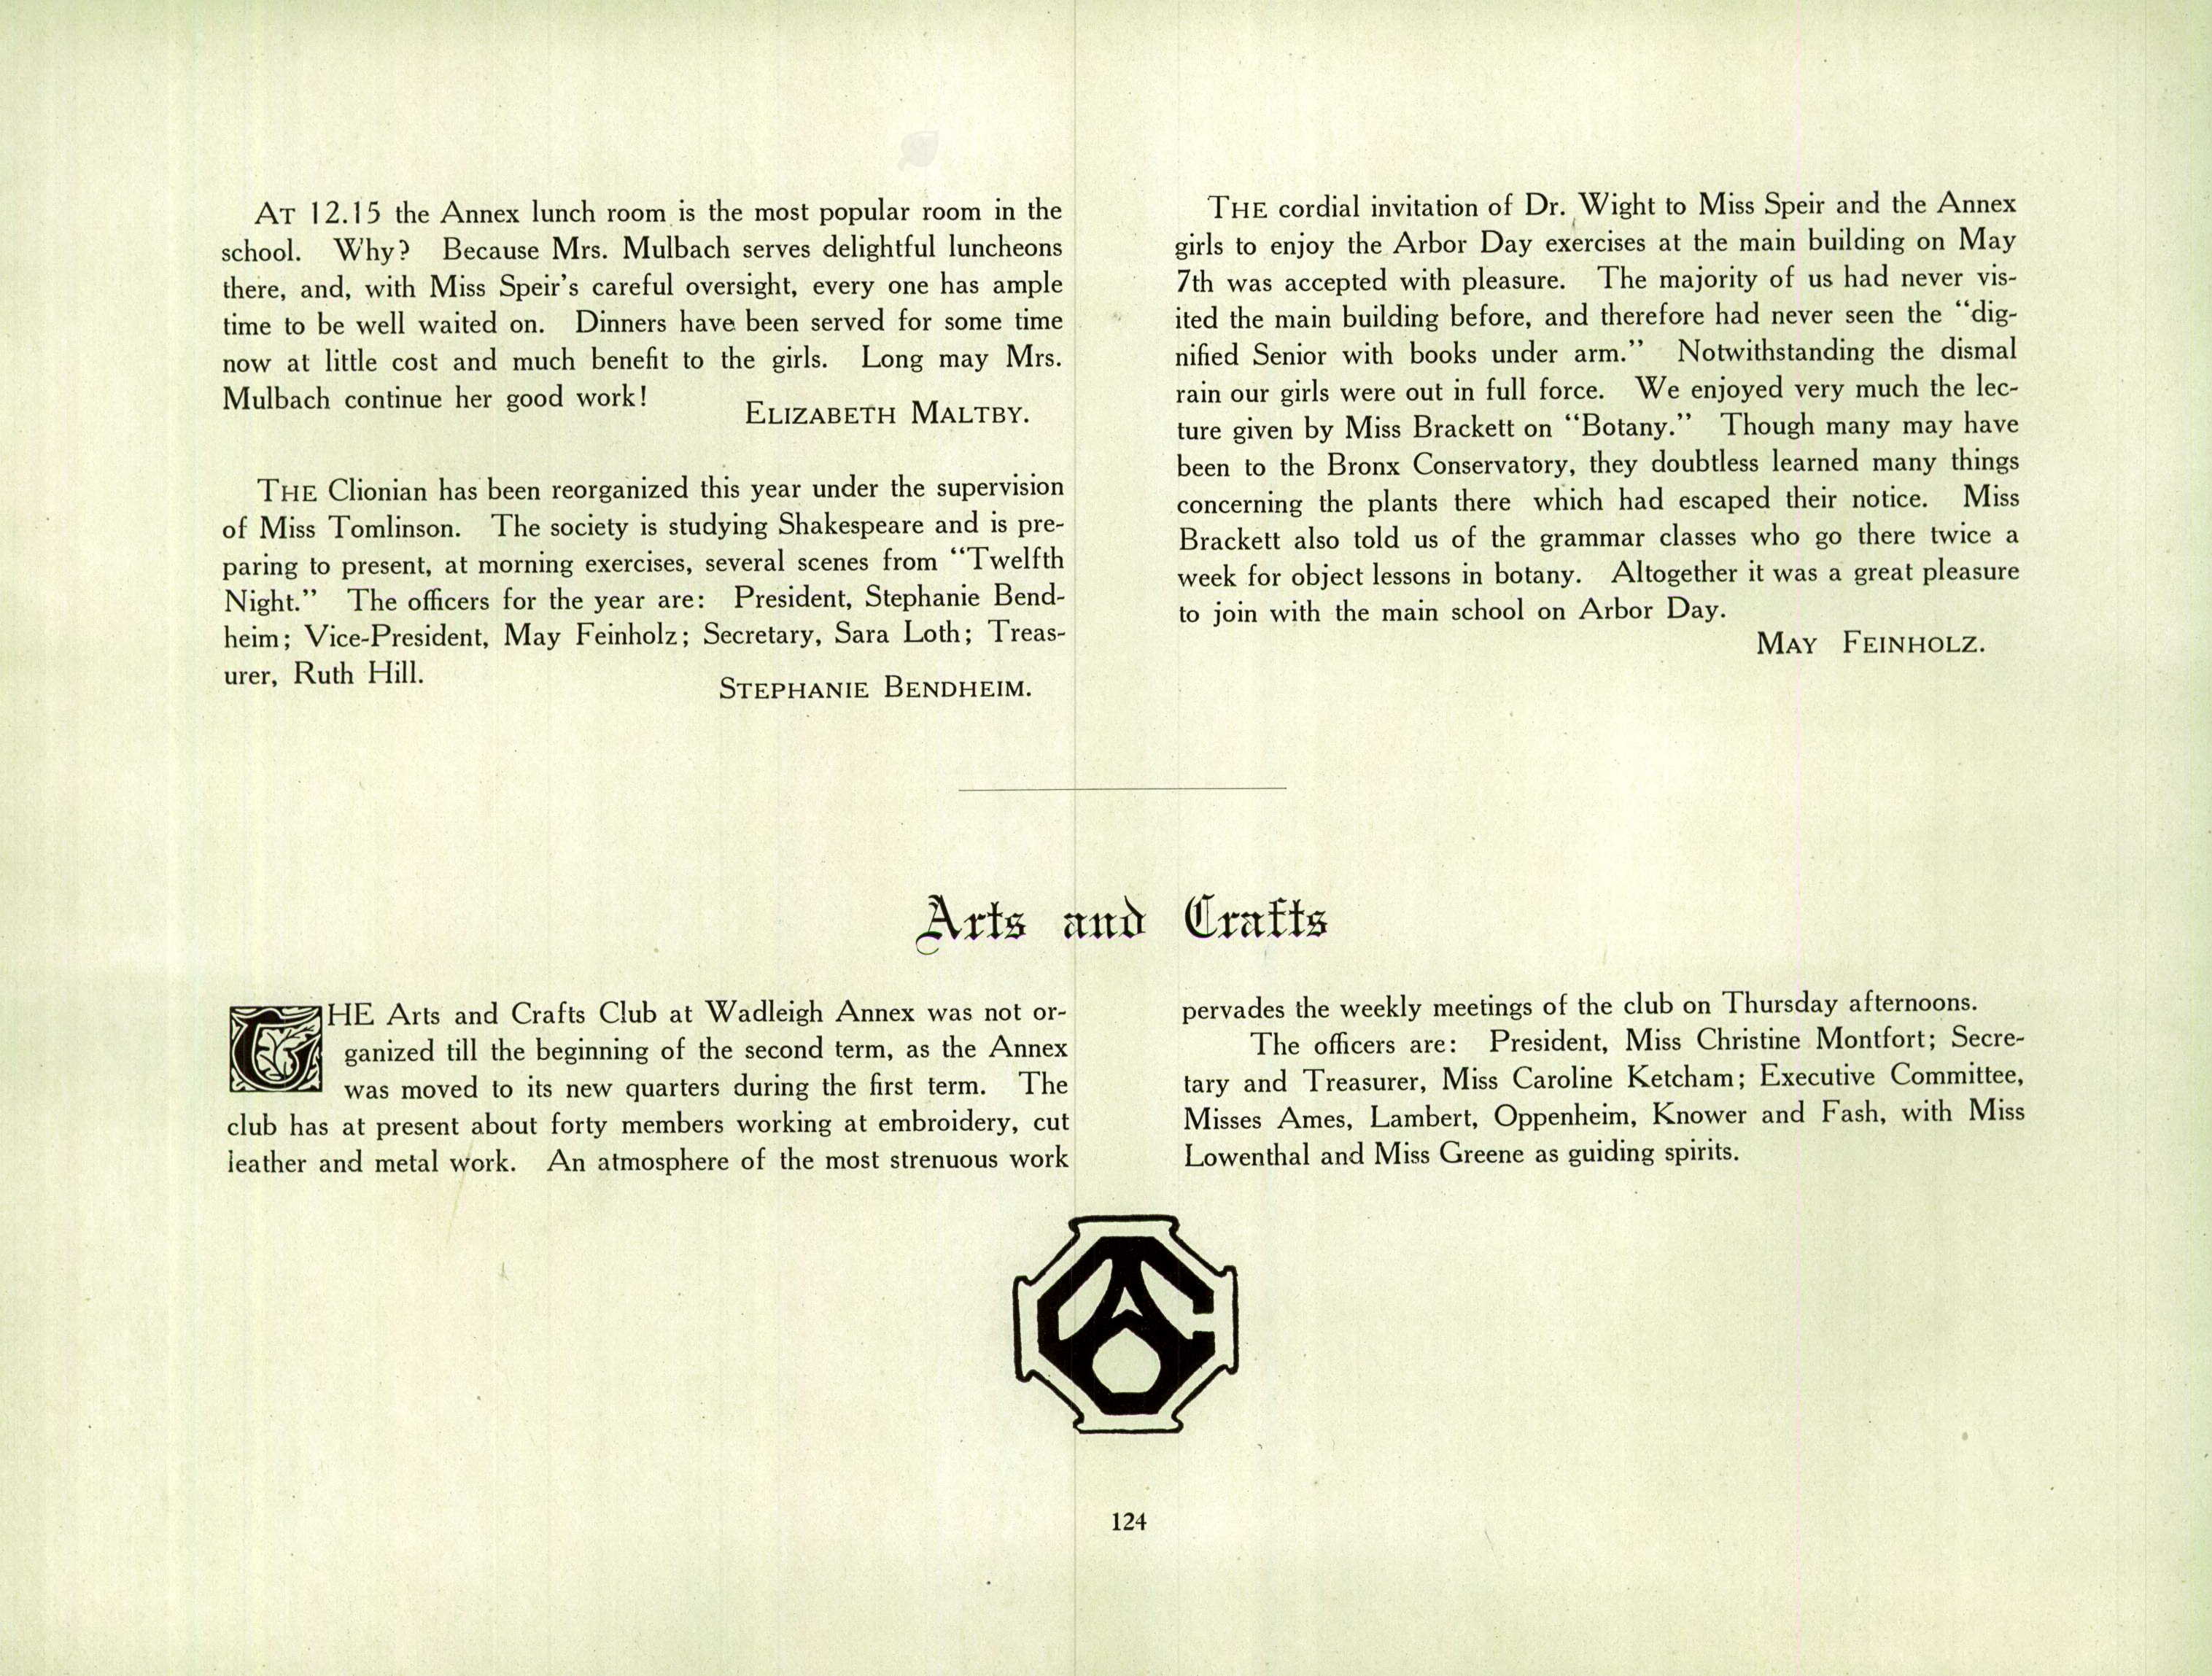 AT 12.15 the Annex lunch room is the most popular room in the
school. Why? Because Mrs. Mulbach serves delightful luncheons
there, and, with Miss Speir's careful oversight, every one has ample
time to be well waited on. Dinners have been served for some time
now at little cost and much benefit to the girls. Long may Mrs.
Mulbach continue her good work!
ELIZABETH MALTBY.
THE Clionian has been reorganized this year under the supervision
of Miss Tomlinson. The society is studying Shakespeare and is pre-
paring to present, at morning exercises, several scenes from "Twelfth
Night." The officers for the year are: President, Stephanie Bend-
heim; Vice-President, May Feinholz; Secretary, Sara Loth; Treas-
urer, Ruth Hill.
STEPHANIE BENDHEIM.
THE cordial invitation of Dr. Wight to Miss Speir and the Annex
girls to enjoy the Arbor Day exercises at the main building on May
7th was accepted with pleasure. The majority of us had never vis-
ited the main building before, and therefore had never seen the "dig-
nified Senior with books under arm." Notwithstanding the dismal
rain our girls were out in full force. We enjoyed very much the lec-
ture given by Miss Brackett on "Botany." Though many may have
been to the Bronx Conservatory, they doubtless learned many things
concerning the plants there which had escaped their notice. Miss
Brackett also told us of the grammar classes who go there twice a
week for object lessons in botany. Altogether it was a great pleasure
to join with the main school on Arbor Day.
MAY FEINHOLZ.
Arts and Crafts
THE Arts and Crafts Club at Wadleigh Annex was not or-
ganized till the beginning of the second term, as the Annex
was moved to its new quarters during the first term. The
club has at present about forty members working at embroidery, cut
leather and metal work. An atmosphere of the most strenuous work
pervades the weekly meetings of the club on Thursday afternoons.
The officers are: President, Miss Christine Montfort; Secre-
tary and Treasurer, Miss Caroline Ketcham; Executive Committee,
Misses Ames, Lambert, Oppenheim, Knower and Fash, with Miss
Lowenthal and Miss Greene as guiding spirits.
AC
124